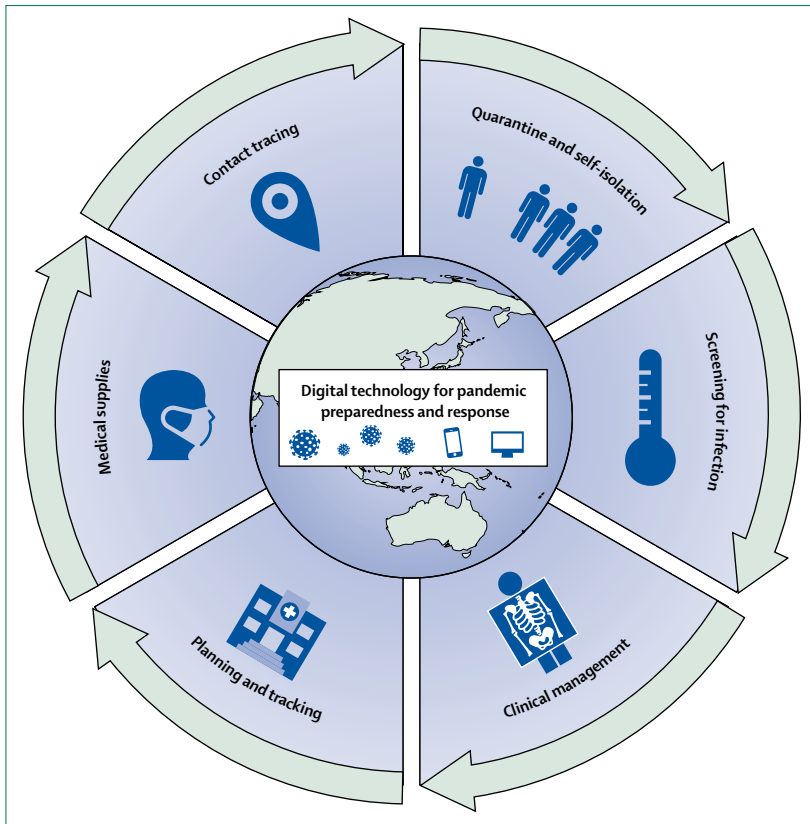 Contact tracing
Quarantine and self-isolation
Medical supplies
Screening for infection
Digital technology for pandemic
preparedness and response
Planning and tracking
Clinical management